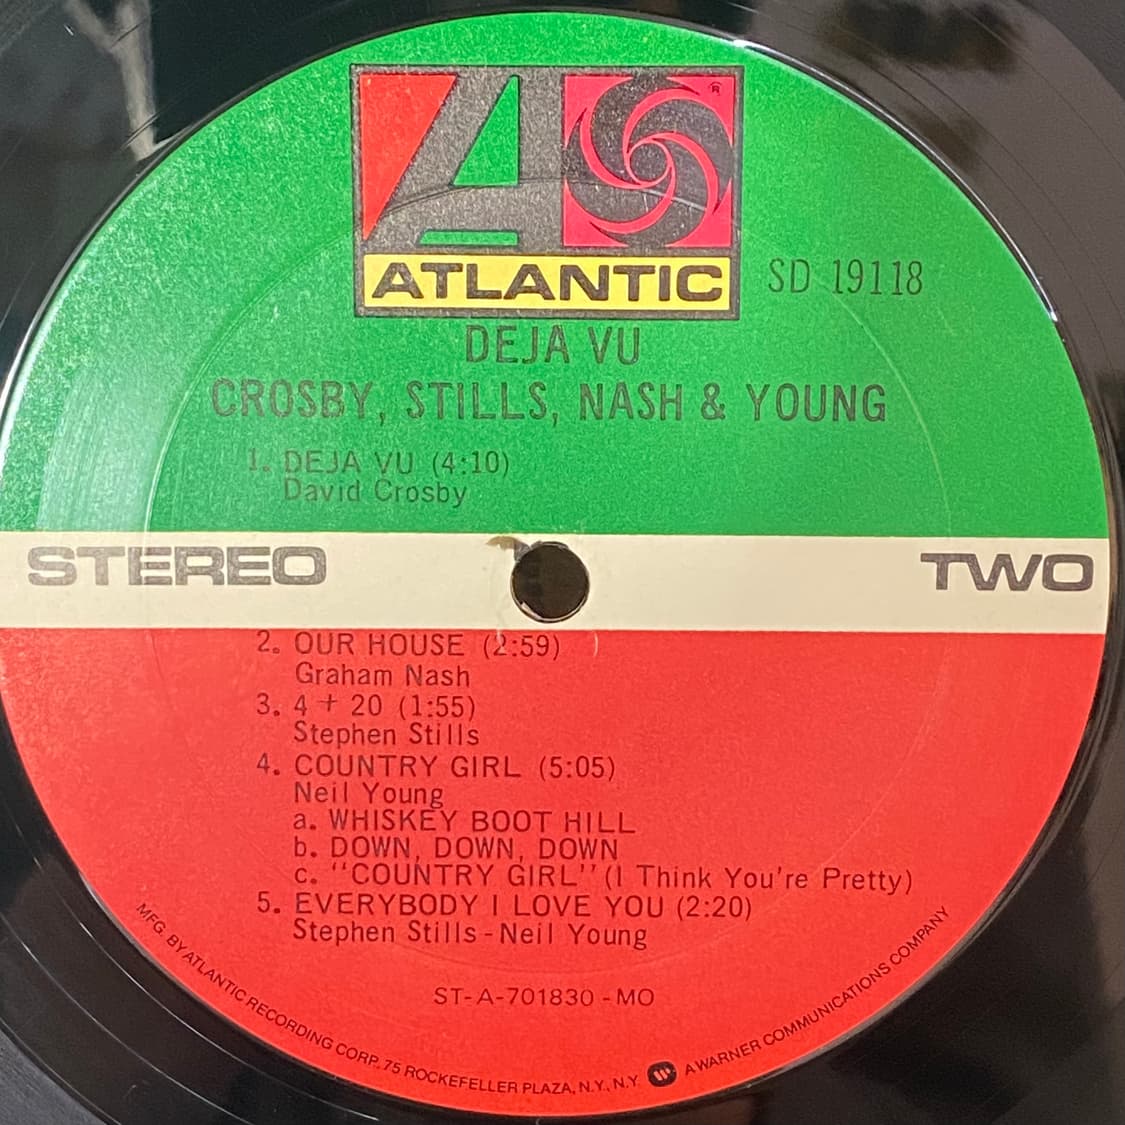 ®
ATLANTIC
SD 19118
DEJA VU
CROSBY, STILLS, NASH & YOUNG
1. DEJA VU (4:10)
David Crosby
STEREO
TWO
2. OUR HOUSE (2:59)
Graham Nash
3. 4 + 20 (1:55)
Stephen Stills
4. COUNTRY GIRL (5:05)
Neil Young
a. WHISKEY BOOT HILL
b. DOWN, DOWN, DOWN
c. "COUNTRY GIRL" (I Think You're Pretty)
5. EVERYBODY I LOVE YOU (2:20)
Stephen Stills - Neil Young
ST-A-701830-MO
MFG. BY ATLANTIC RECORDING CORP., 75 ROCKEFELLER PLAZA, N.Y., N.Y. A WARNER COMMUNICATIONS COMPANY